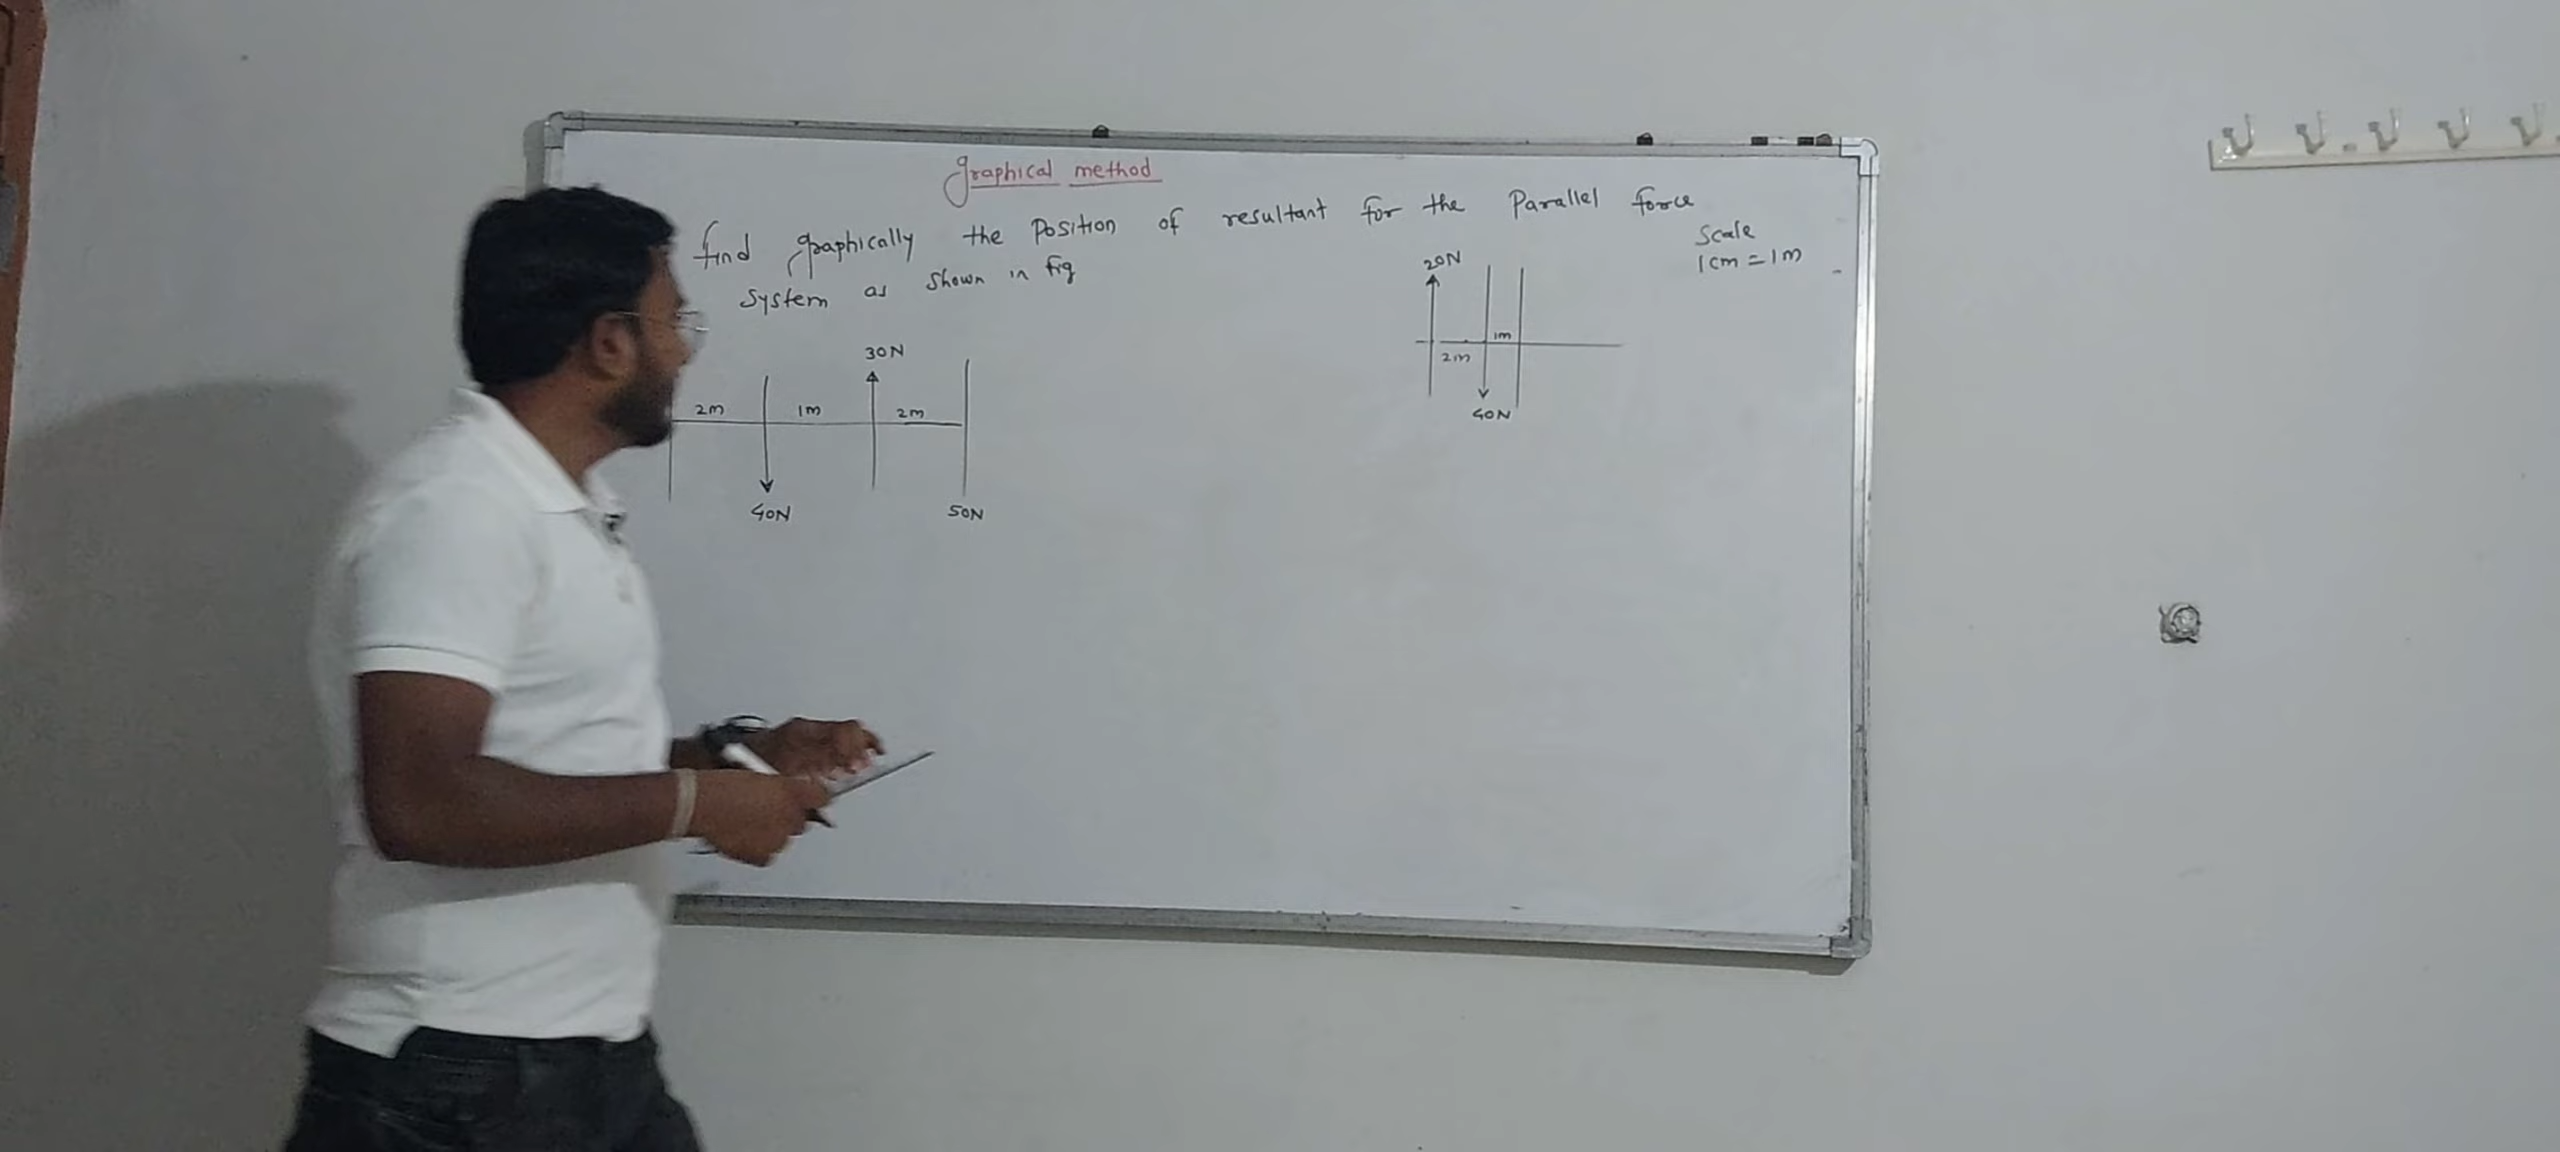 Graphical method
find graphically the Position of resultant for the Parallel force
System as shown in fig
Scale
1cm = 1m
20N
1m
2m
40N
30N
2m 1m 2m
40N 50N